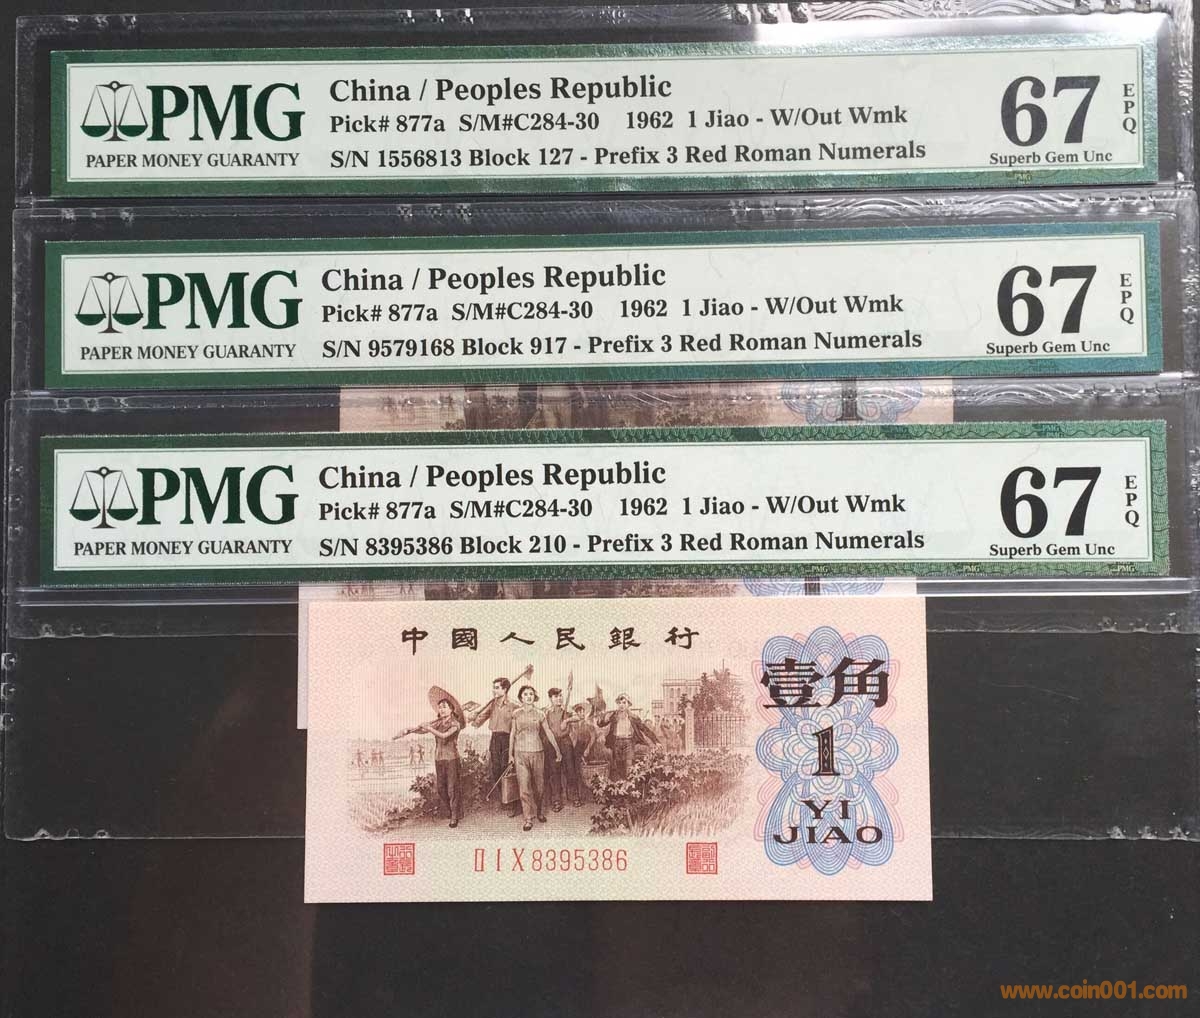 PMG
PAPER MONEY GUARANTY
China / Peoples Republic
Pick# 877a S/M#C284-30 1962 1 Jiao - W/Out Wmk
S/N 1556813 Block 127 - Prefix 3 Red Roman Numerals
67
EPQ
Superb Gem Unc
PMG
PMG
PAPER MONEY GUARANTY
China / Peoples Republic
Pick# 877a S/M#C284-30 1962 1 Jiao - W/Out Wmk
S/N 9579168 Block 917 - Prefix 3 Red Roman Numerals
67
EPQ
Superb Gem Unc
1
PMG
PAPER MONEY GUARANTY
China / Peoples Republic
Pick# 877a S/M#C284-30 1962 1 Jiao - W/Out Wmk
S/N 8395386 Block 210 - Prefix 3 Red Roman Numerals
67
EPQ
Superb Gem Unc
PMG PMG PMG
中國人民銀行
壹角
1
YI
JIAO
II I X 8395386
www.coin001.com